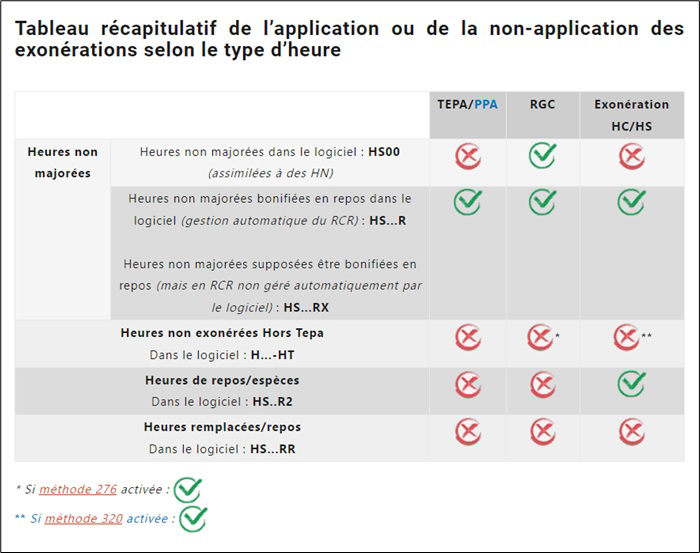 Tableau récapitulatif de l’application ou de la non-application des
exonérations selon le type d’heure
TEPA/PPA
RGC
Exonération
HC/HS
Heures non
majorées
Heures non majorées dans le logiciel : HS00
(assimilées à des HN)
Heures non majorées bonifiées en repos dans le
logiciel (gestion automatique du RCR) : HS...R
Heures non majorées supposées être bonifiées en
repos (mais en RCR non géré automatiquement par
le logiciel) : HS...RX
Heures non exonérées Hors Tepa
Dans le logiciel : H...-HT
*
**
Heures de repos/espèces
Dans le logiciel : HS..R2
Heures remplacées/repos
Dans le logiciel : HS...RR
* Si méthode 276 activée :
** Si méthode 320 activée :